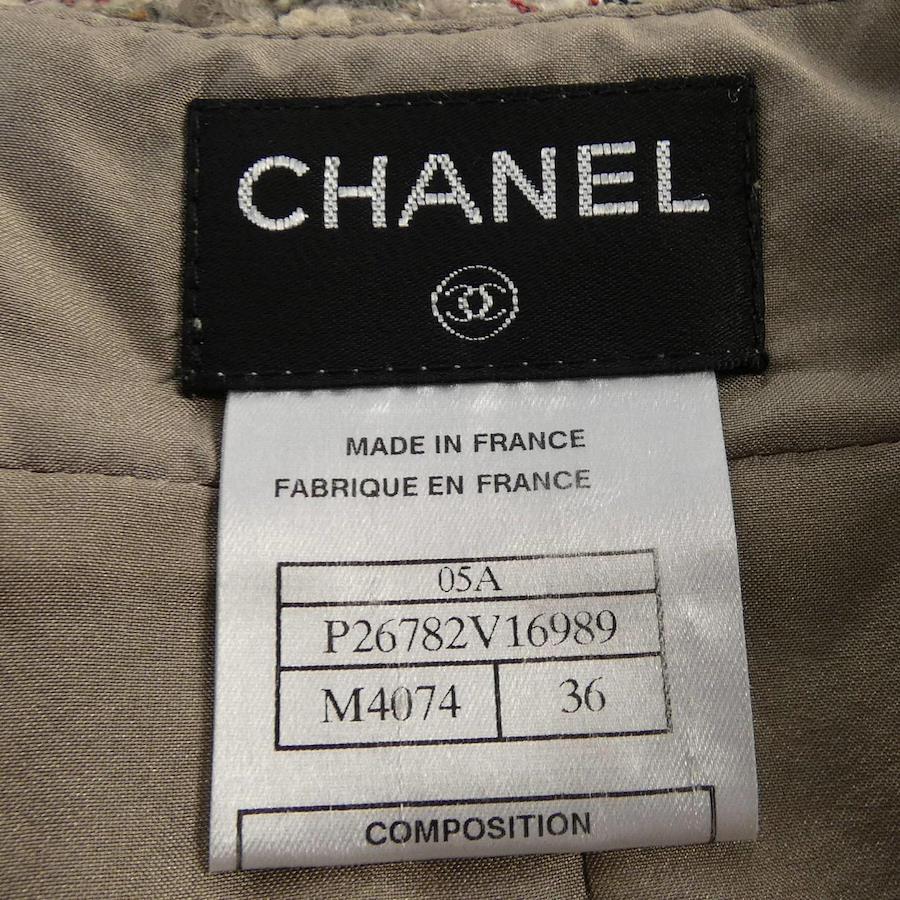 CHANEL
MADE IN FRANCE
FABRIQUE EN FRANCE
05A
P26782V16989
M4074 36
COMPOSITION